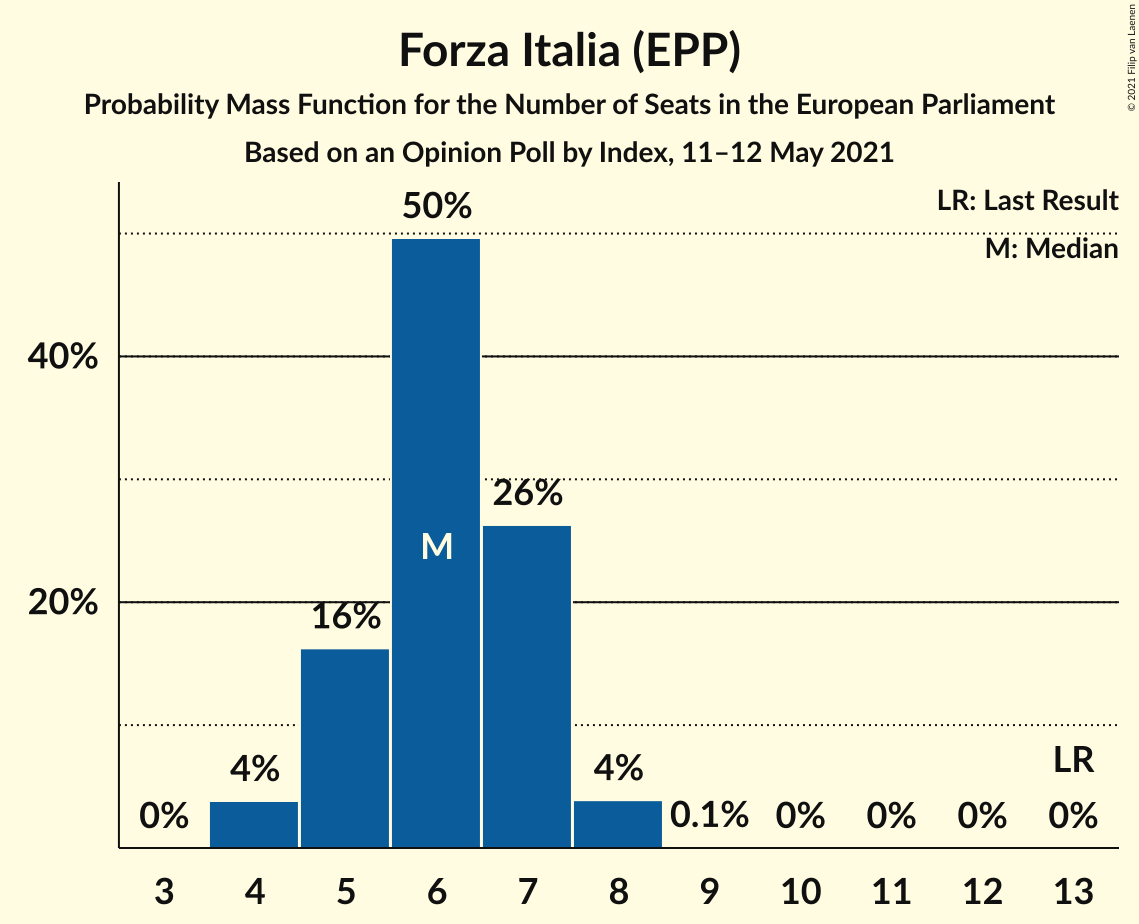 Forza Italia (EPP)
Probability Mass Function for the Number of Seats in the European Parliament
Based on an Opinion Poll by Index, 11–12 May 2021
© 2021 Filip van Laenen
LR: Last Result
M: Median
50%
40%
26%
M
20%
16%
LR
4%
4%
0%
0.1%
0%
0%
0%
0%
3 4 5 6 7 8 9 10 11 12 13